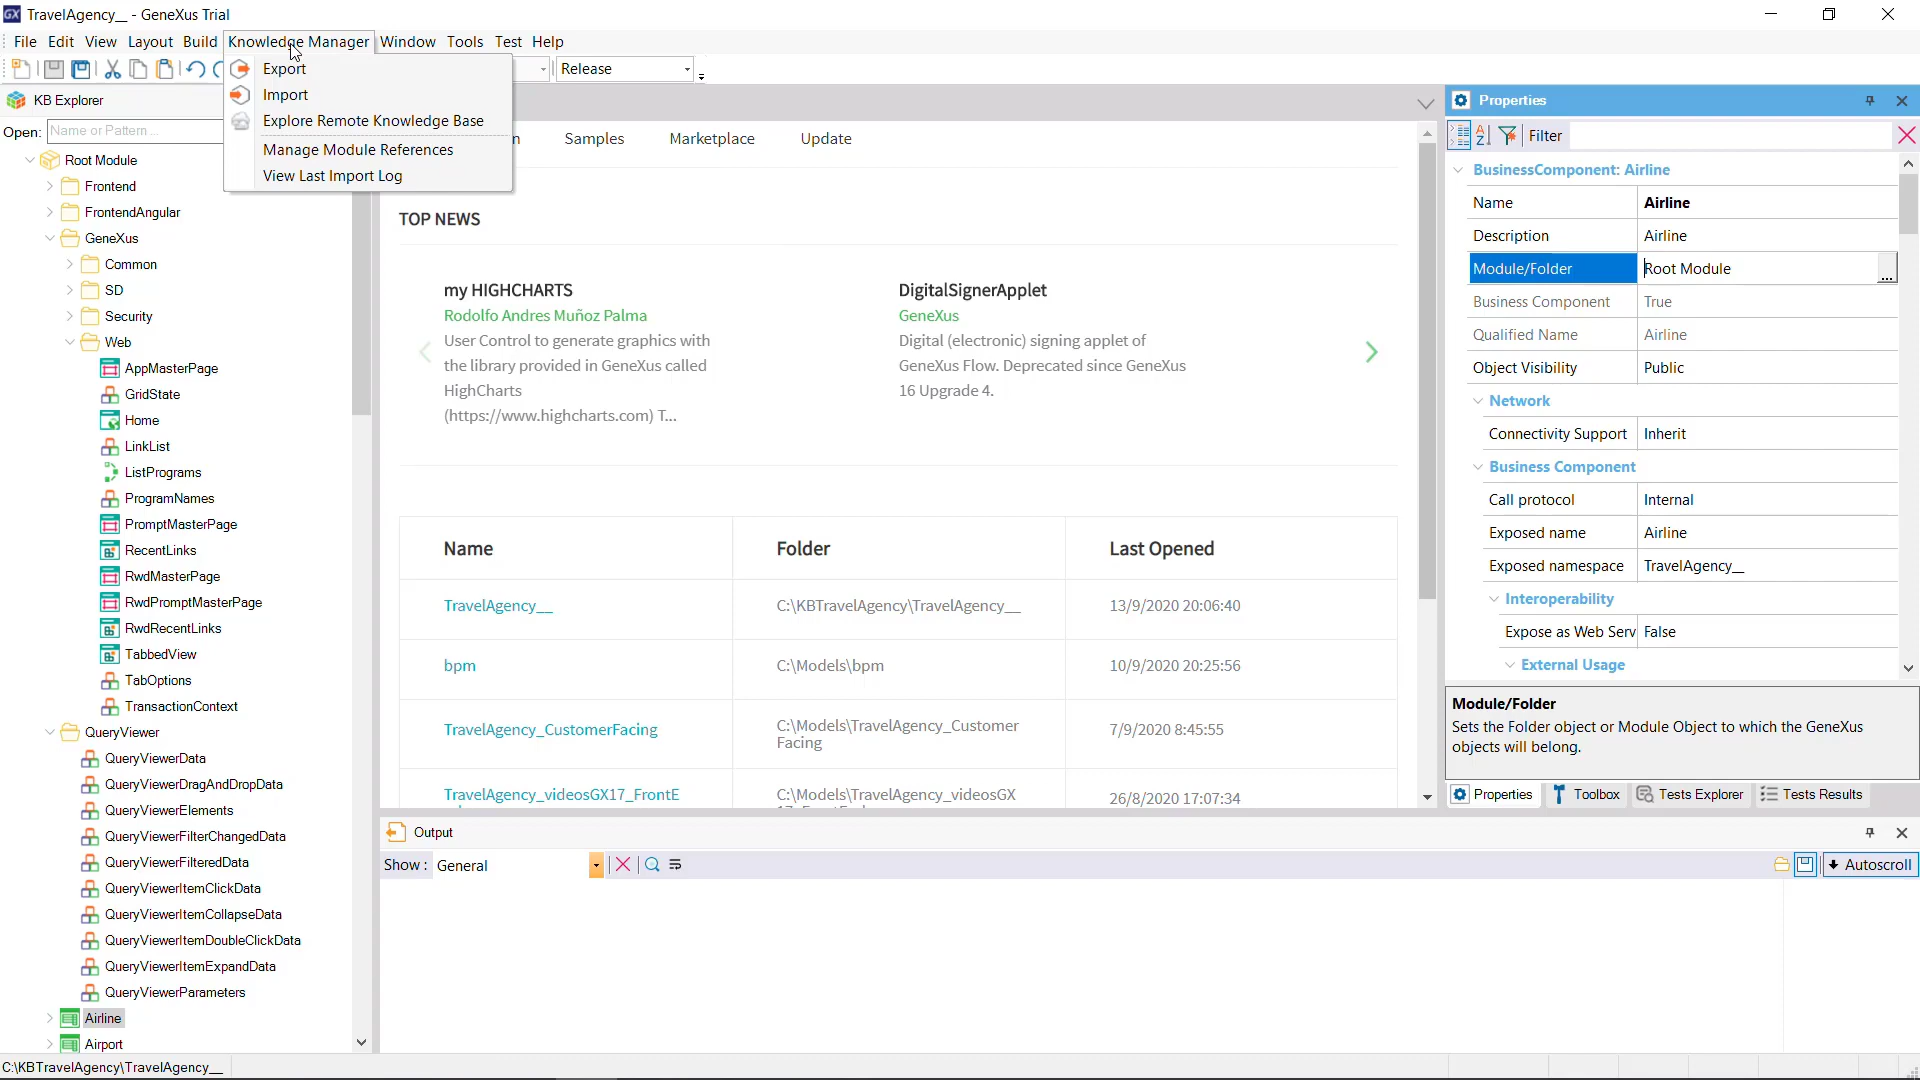 TravelAgency__ - GeneXus Trial
File Edit View Layout Build Knowledge Manager Window Tools Test Help
Release
Export
Import
Explore Remote Knowledge Base
Manage Module References
View Last Import Log
KB Explorer
Open: Name or Pattern ...
Root Module
Frontend
FrontendAngular
GeneXus
Common
SD
Security
Web
AppMasterPage
GridState
Home
LinkList
ListPrograms
ProgramNames
PromptMasterPage
RecentLinks
RwdMasterPage
RwdPromptMasterPage
RwdRecentLinks
TabbedView
TabOptions
TransactionContext
QueryViewer
QueryViewerData
QueryViewerDragAndDropData
QueryViewerElements
QueryViewerFilterChangedData
QueryViewerFilteredData
QueryViewerItemClickData
QueryViewerItemCollapseData
QueryViewerItemDoubleClickData
QueryViewerItemExpandData
QueryViewerParameters
Airline
Airport
Samples Marketplace Update
TOP NEWS
my HIGHCHARTS
Rodolfo Andres Muñoz Palma
User Control to generate graphics with
the library provided in GeneXus called
HighCharts
(https://www.highcharts.com) T...
DigitalSignerApplet
GeneXus
Digital (electronic) signing applet of
GeneXus Flow. Deprecated since GeneXus
16 Upgrade 4.
Name Folder Last Opened
TravelAgency__ C:\KBTravelAgency\TravelAgency__ 13/9/2020 20:06:40
bpm C:\Models\bpm 10/9/2020 20:25:56
TravelAgency_CustomerFacing C:\Models\TravelAgency_Customer
Facing 7/9/2020 8:45:55
TravelAgency_videosGX17_FrontE C:\Models\TravelAgency_videosGX 26/8/2020 17:07:34
Output
Show: General
Autoscroll
Properties
Filter
BusinessComponent: Airline
Name Airline
Description Airline
Module/Folder Root Module ...
Business Component True
Qualified Name Airline
Object Visibility Public
Network
Connectivity Support Inherit
Business Component
Call protocol Internal
Exposed name Airline
Exposed namespace TravelAgency__
Interoperability
Expose as Web Serv False
External Usage
Module/Folder
Sets the Folder object or Module Object to which the GeneXus
objects will belong.
Properties Toolbox Tests Explorer Tests Results
C:\KBTravelAgency\TravelAgency__